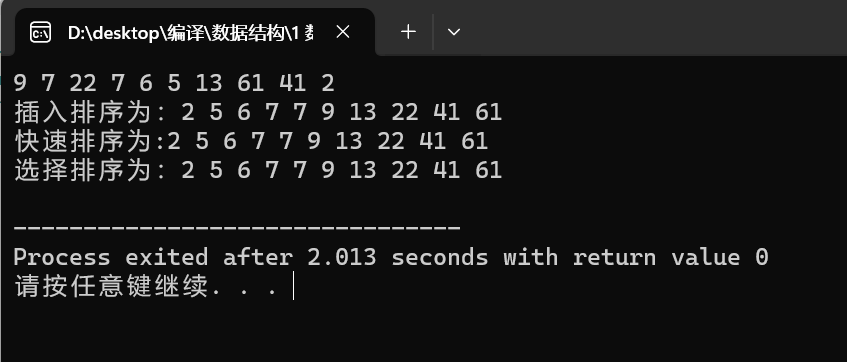 D:\desktop\编译\数据结构\1 数
9 7 22 7 6 5 13 61 41 2
插入排序为: 2 5 6 7 7 9 13 22 41 61
快速排序为:2 5 6 7 7 9 13 22 41 61
选择排序为: 2 5 6 7 7 9 13 22 41 61
--------------------------------
Process exited after 2.013 seconds with return value 0
请按任意键继续. . .